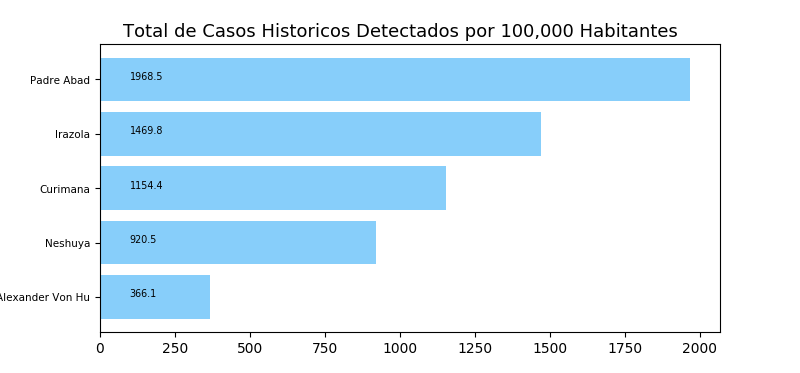 Total de Casos Historicos Detectados por 100,000 Habitantes
Padre Abad 1968.5
Irazola 1469.8
Curimana 1154.4
Neshuya 920.5
Alexander Von Hu 366.1
0 250 500 750 1000 1250 1500 1750 2000